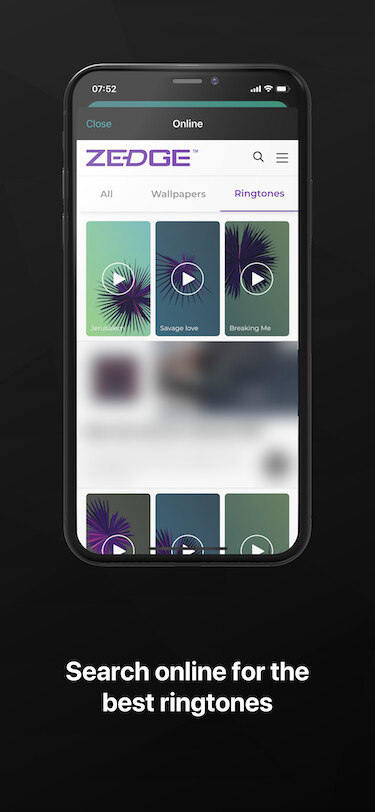 07:52
Close
Online
ZEDGE™
All
Wallpapers
Ringtones
Jerusalem
Savage love
Breaking Me
Search online for the
best ringtones